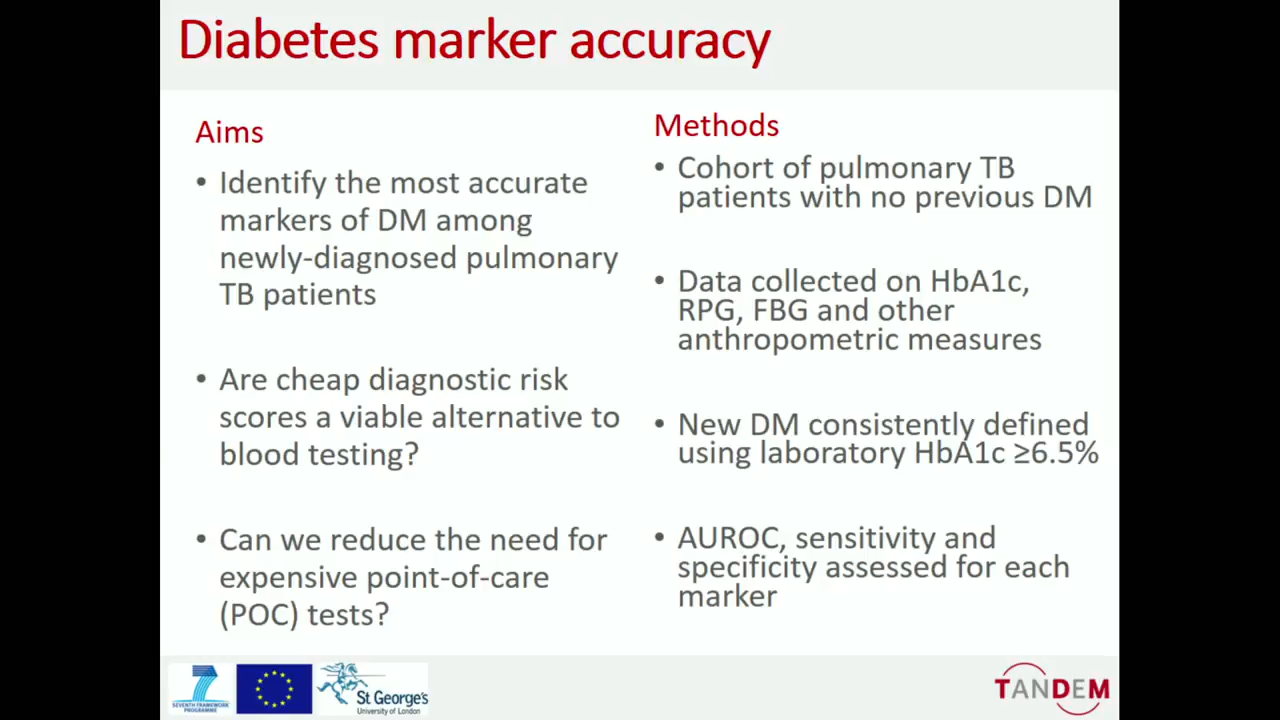 Diabetes marker accuracy
Aims
• Identify the most accurate
markers of DM among
newly-diagnosed pulmonary
TB patients
• Are cheap diagnostic risk
scores a viable alternative to
blood testing?
• Can we reduce the need for
expensive point-of-care
(POC) tests?
Methods
• Cohort of pulmonary TB
patients with no previous DM
• Data collected on HbA1c,
RPG, FBG and other
anthropometric measures
• New DM consistently defined
using laboratory HbA1c ≥6.5%
• AUROC, sensitivity and
specificity assessed for each
marker
7
SEVENTH FRAMEWORK
PROGRAMME
St George's
University of London
TANDEM